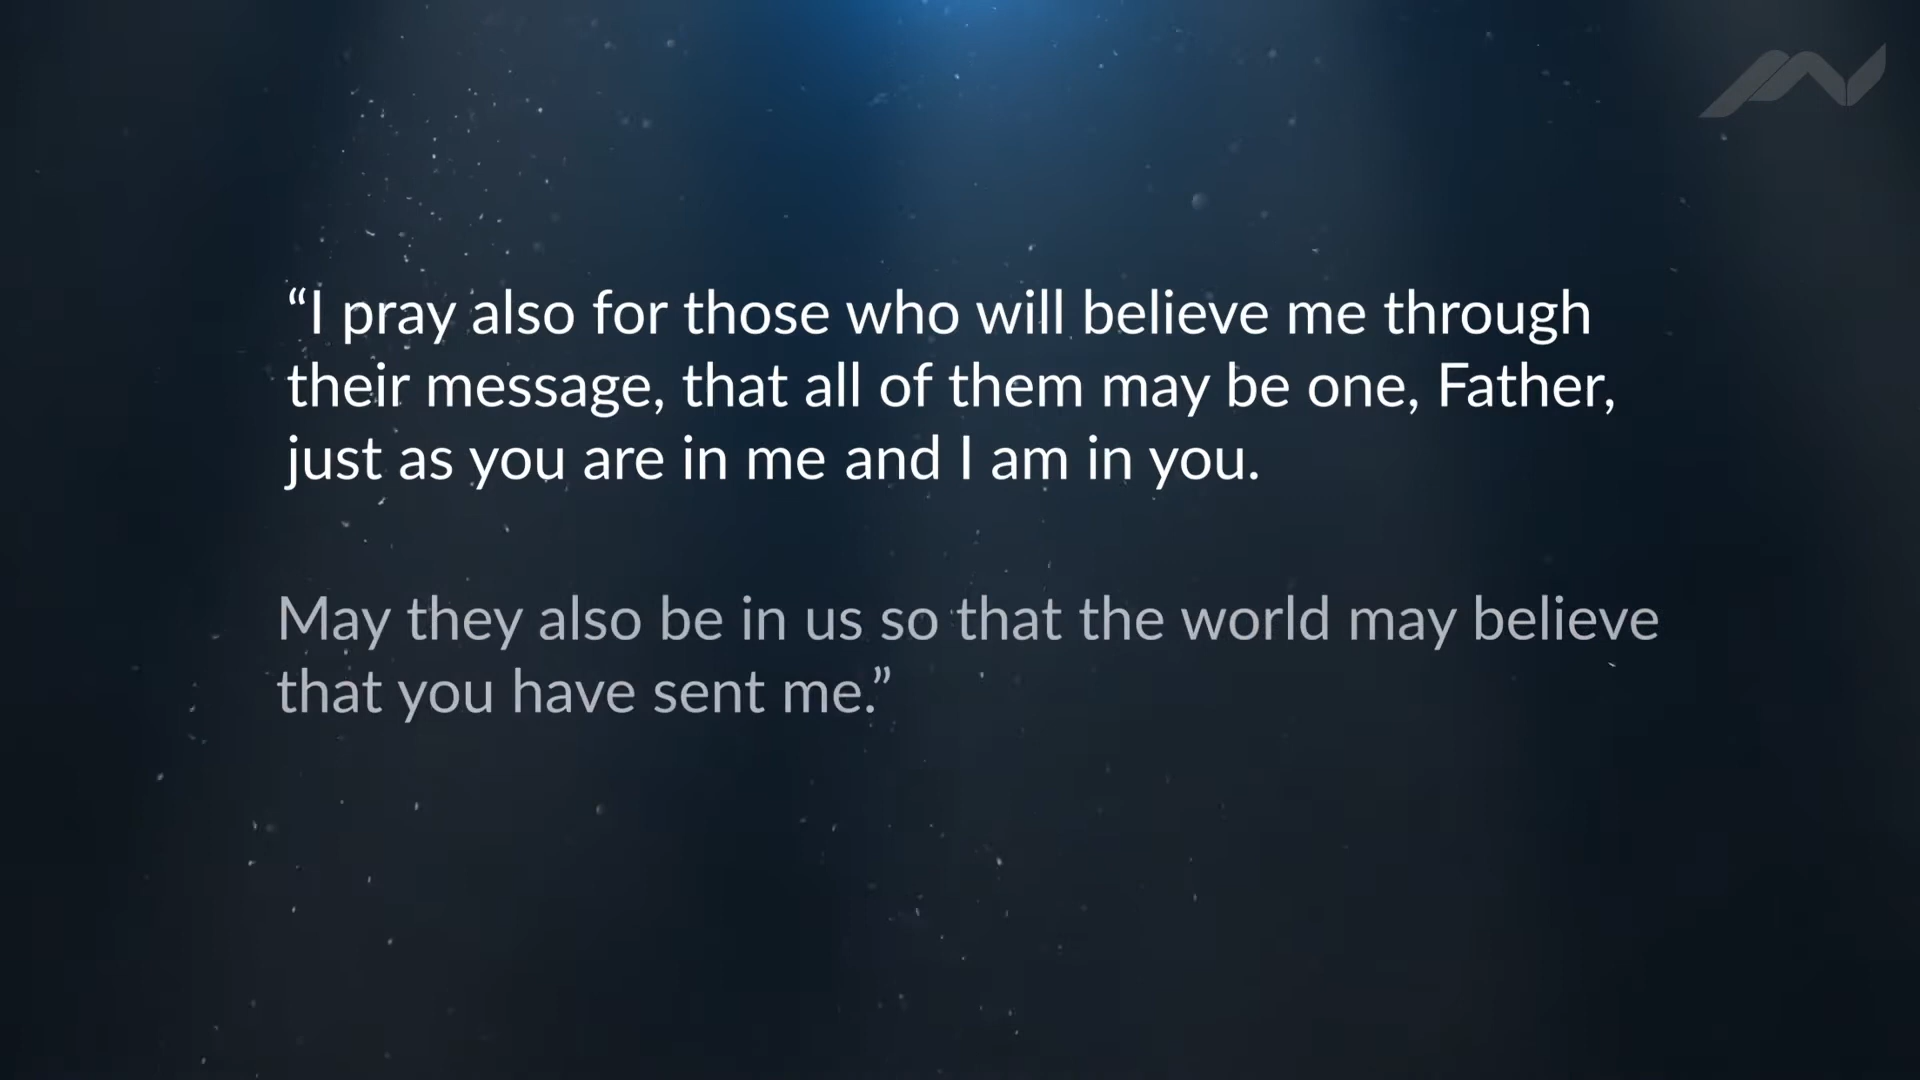 “I pray also for those who will believe me through
their message, that all of them may be one, Father,
just as you are in me and I am in you.
May they also be in us so that the world may believe
that you have sent me.”